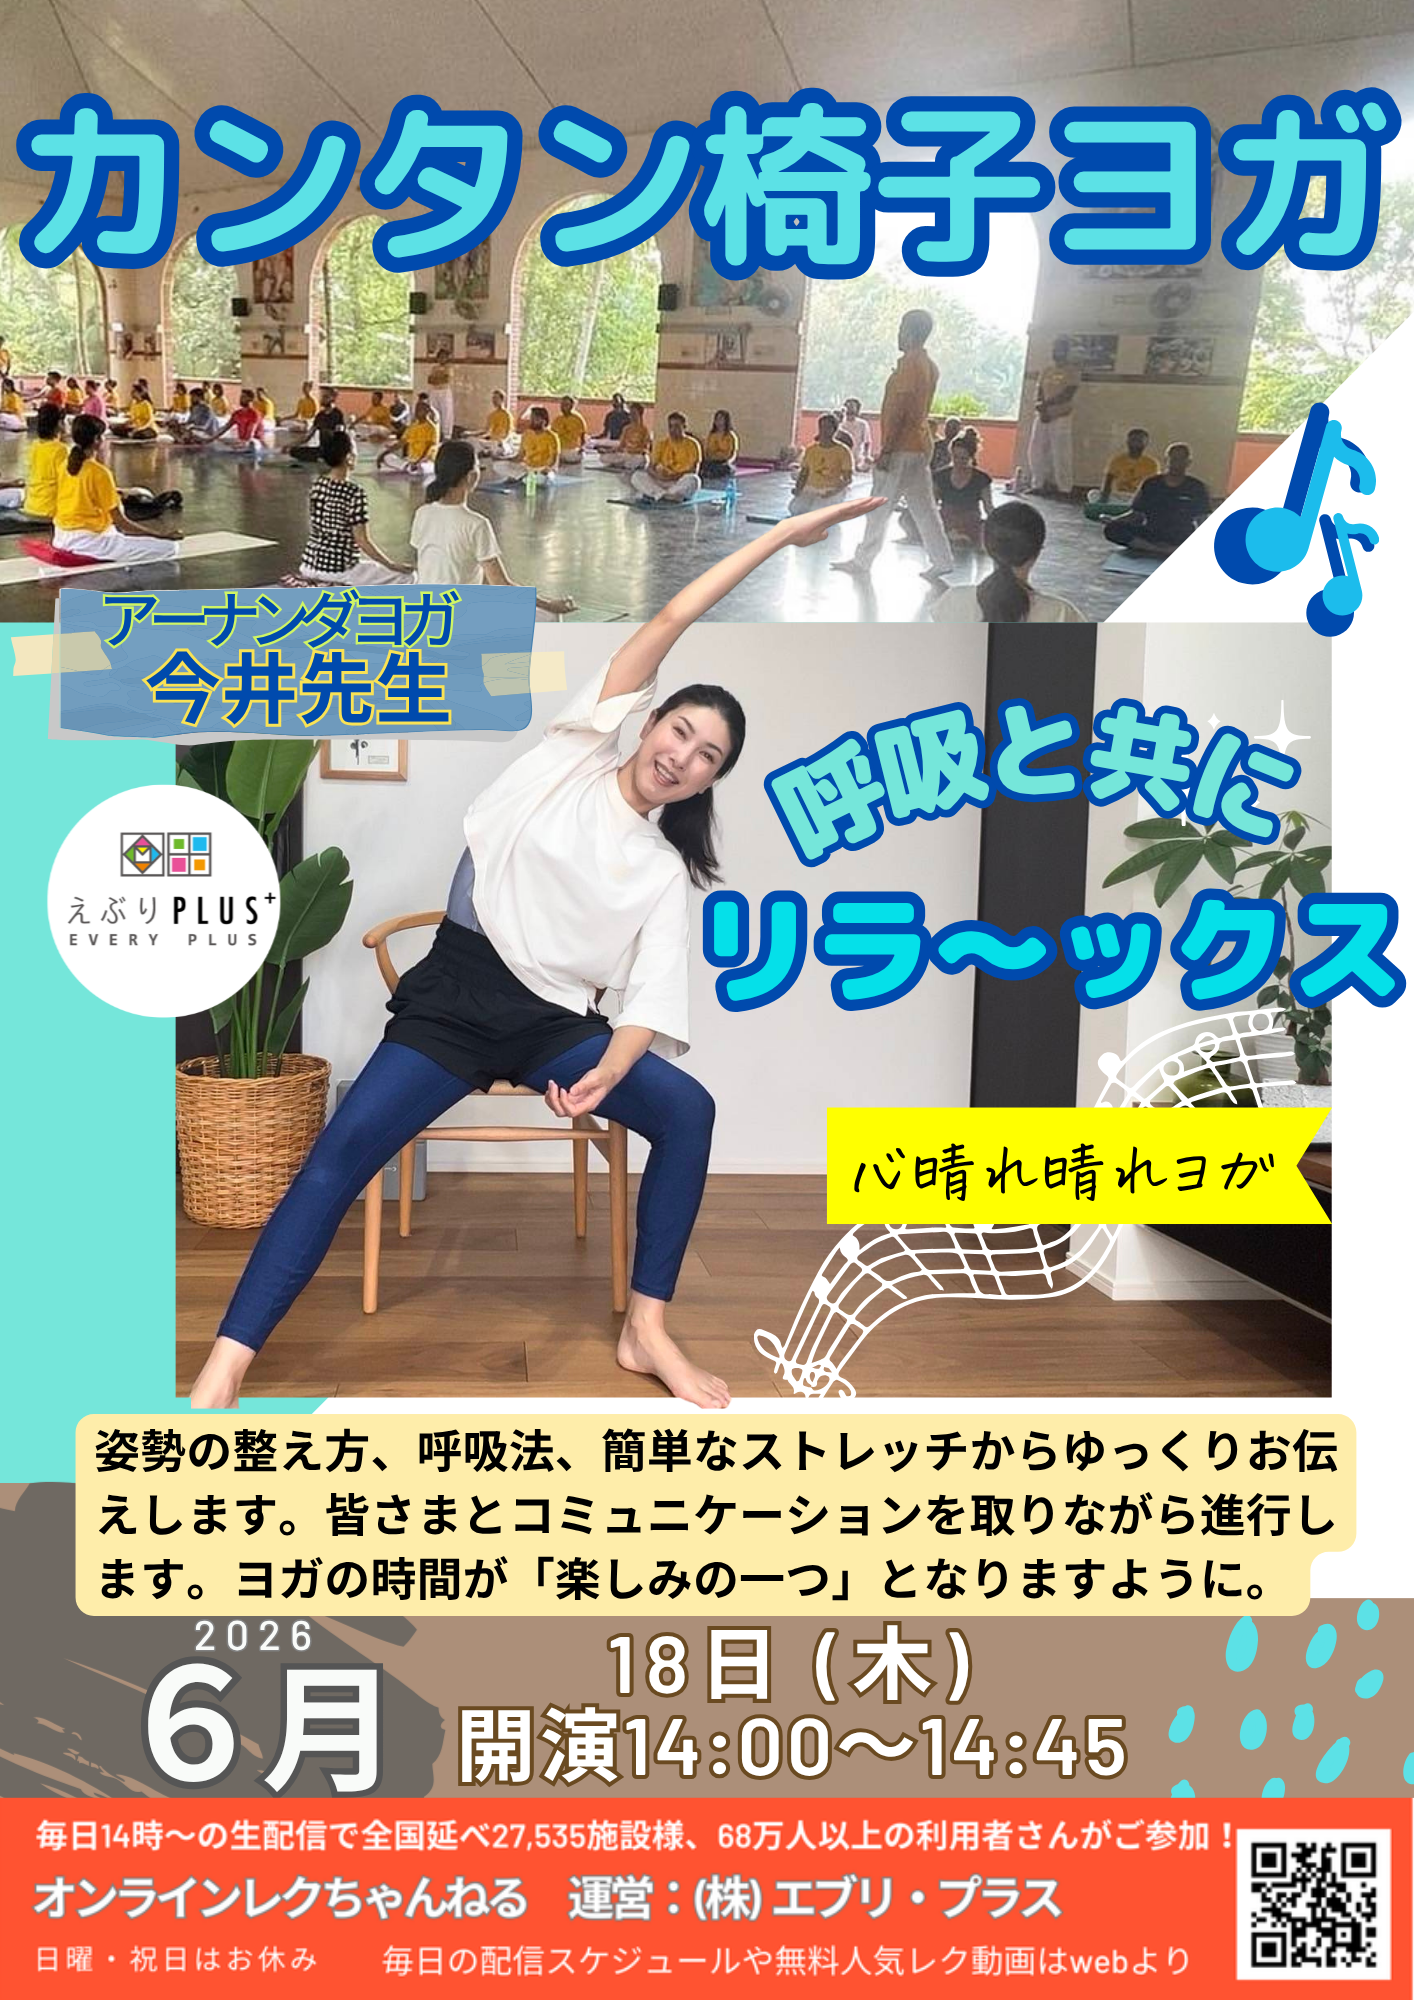 カンタン椅子ヨガ
アーナンダヨガ
今井先生
呼吸と共に
リラ〜ックス
えぶりPLUS+
EVERY PLUS
心晴れ晴れヨガ
姿勢の整え方、呼吸法、簡単なストレッチからゆっくりお伝
えします。皆さまとコミュニケーションを取りながら進行し
ます。ヨガの時間が「楽しみの一つ」となりますように。
2026
6月
18日（木）
開演14:00〜14:45
毎日14時〜の生配信で全国延べ27,535施設様、68万人以上の利用者さんがご参加！
オンラインレクちゃんねる　運営：(株) エブリ・プラス
日曜・祝日はお休み　毎日の配信スケジュールや無料人気レク動画はwebより